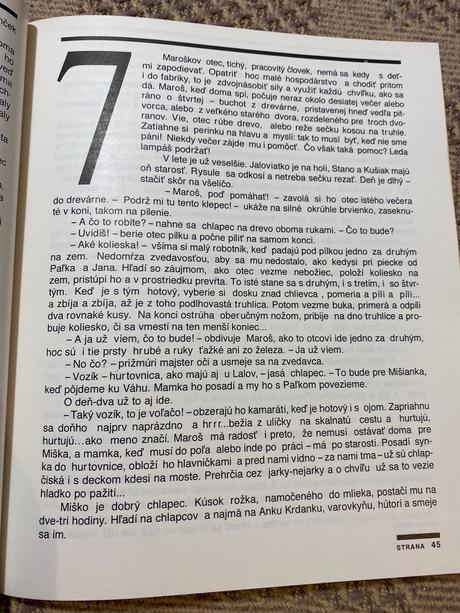 nček
oma
ho
ved
ma
ch-
aly
aly
ta
7
Maroškov otec, tichý, pracovitý človek, nemá sa kedy s deť-
mi zapodievať. Opatriť hoc malé hospodárstvo a chodiť pritom
i do fabriky, to je zdvojnásobiť sily a využiť každú chvíľku, ako sa
dá. Maroš, keď doma spí, počuje neraz okolo desiatej večer alebo
ráno o štvrtej – buchot z drevárne, pristavenej hneď vedľa pit-
vorca, alebo z veľkého starého dvora, rozdeleného pre troch dvo-
ranov. Vie, otec rúbe drevo, alebo reže sečku kosou na truhle.
Zatiahne si perinku na hlavu a myslí: tak to musí byť, keď nie sme
páni! Niekdy večer zájde mu i pomôcť. Čo však taká pomoc? Leda
lampáš podržať!
V lete je už veselšie. Jaloviatko je na holi, Stano a Kušiak majú
oň starosť. Rysule sa odkosí a netreba sečku rezať. Deň je dlhý –
stačiť skôr na všeličo.
– Maroš, poď pomáhať! – zavolá si ho otec istého večera
do drevárne. – Podrž mi tu tento klepec! – ukáže na silné okrúhle brvienko, zaseknu-
té v koni, takom na pílenie.
– A čo to robíte? – nahne sa chlapec na drevo oboma rukami. – Čo to bude?
– Uvidíš! – berie otec pílku a počne píliť na samom konci.
– Aké kolieska! – všíma si malý robotník, keď padajú pod pílkou jedno za druhým
na zem. Nedomŕza zvedavosťou, aby sa mu nedostalo, ako kedysi pri piecke od
Paľka a Jana. Hľadí so záujmom, ako otec vezme nebožiec, položí koliesko na
zem, pristúpi ho a v prostriedku prevŕta. To isté stane sa s druhým, i s tretím, i so štvr-
tým. Keď je s tým hotový, vyberie si dosku znad chlievca, pomeria a píli a píli...
a zbíja a zbíja, až je z toho podlhovastá truhlica. Potom vezme buka, primerá a odpíli
dva rovnaké kusy. Na konci ostrúha oberučným nožom, pribije na dno truhlice a pro-
buje koliesko, či sa vmestí na ten menší koniec...
– A ja už viem, čo to bude! – obdivuje Maroš, ako to otcovi ide jedno za druhým,
hoc sú i tie prsty hrubé a ruky ťažké ani zo železa. – Ja už viem.
– No čo? – prižmúri majster oči a usmeje sa na zvedavca.
– Vozík – hurtovnica, ako majú aj u Lalov, – jasá chlapec. – To bude pre Mišianka,
keď pôjdeme ku Váhu. Mamka ho posadí a my ho s Paľkom povezieme.
O deň-dva už to aj ide.
– Taký vozík, to je voľačo! – obzerajú ho kamaráti, keď je hotový i s ojom. Zapriahnu
sa doňho najprv naprázdno a hrrr...bežia z uličky na skalnatú cestu a hurtujú,
hurtujú...ako meno značí. Maroš má radosť i preto, že nemusí ostávať doma pre
Miška, a mamka, keď musí do poľa alebo inde po práci – má po starosti. Posadí syn-
ka do hurtovnice, obloží ho hlavničkami a pred nami vidno – za nami tma – už sú chlap-
čiská i s deckom kdesi na moste. Prehrčia cez jarky-nejarky a o chvíľu už sa to vezie
hladko po pažiti...
Miško je dobrý chlapec. Kúsok rožka, namočeného do mlieka, postačí mu na
dve-tri hodiny. Hľadí na chlapcov a najmä na Anku Krdanku, varovkyňu, hútori a smeje
sa im.
STRANA 45